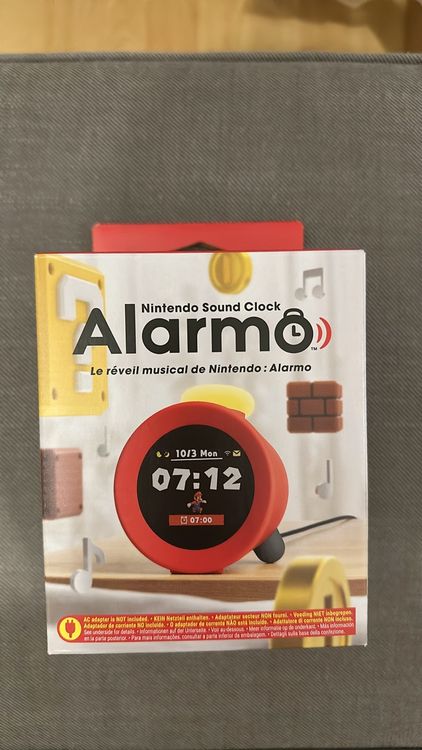 Nintendo Sound Clock
Alarmo
TM
Le réveil musical de Nintendo : Alarmo
10/3 Mon
07:12
07:00
AC adapter is NOT included. • KEIN Netzteil enthalten. • Adaptateur secteur NON fourni. • Voeding NIET inbegrepen.
Adaptador de corriente NO incluido. • O adaptador de corrente NÃO está incluído. • Adattatore di corrente NON incluso.
See underside for details. • Informationen auf der Unterseite. • Voir au-dessous. • Meer informatie op de onderkant. • Más información
en la parte posterior. • Para mais informações, consultar a parte inferior da embalagem. • Dettagli sulla base della confezione.